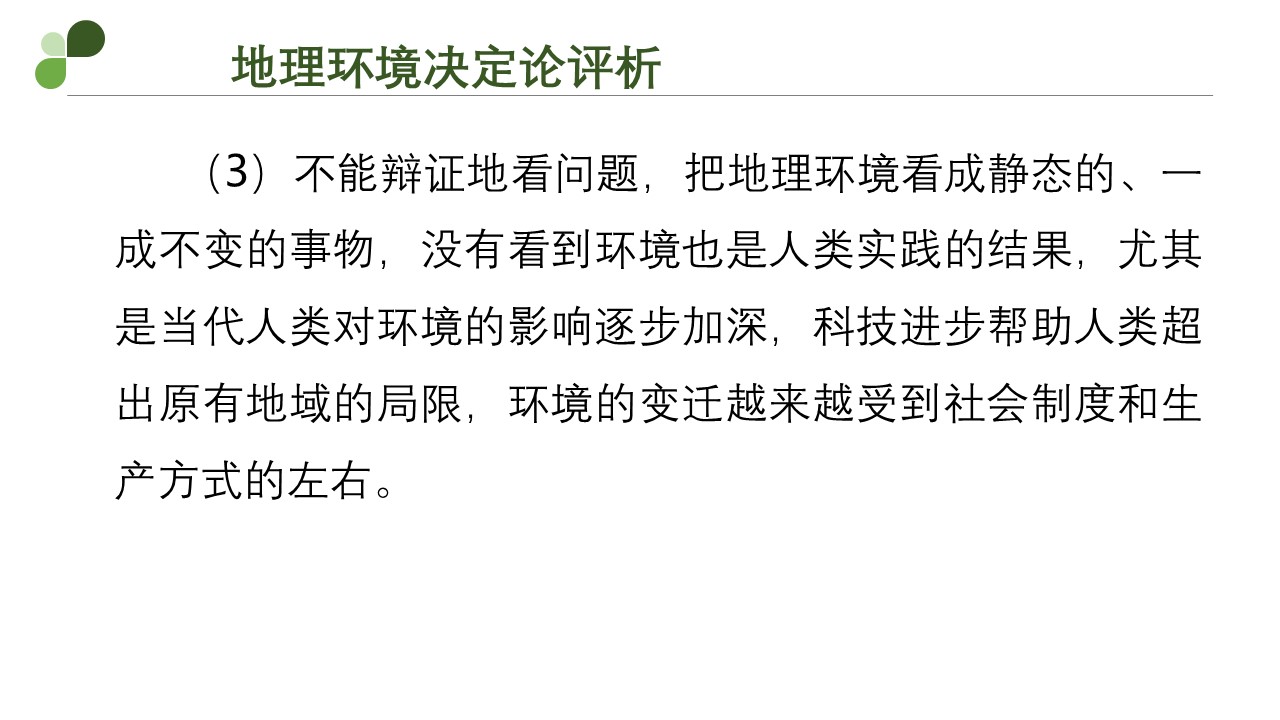 地理环境决定论评析
（3）不能辩证地看问题，把地理环境看成静态的、一
成不变的事物，没有看到环境也是人类实践的结果，尤其
是当代人类对环境的影响逐步加深，科技进步帮助人类超
出原有地域的局限，环境的变迁越来越受到社会制度和生
产方式的左右。